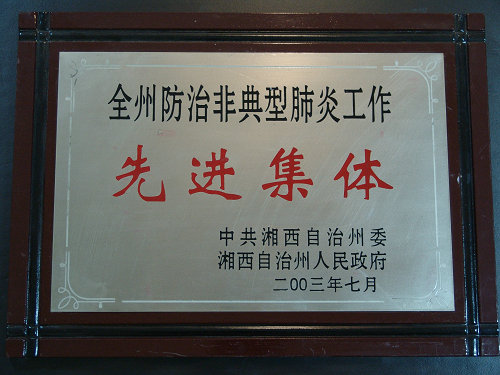 全州防治非典型肺炎工作
先进集体
中共湘西自治州委
湘西自治州人民政府
二00三年七月